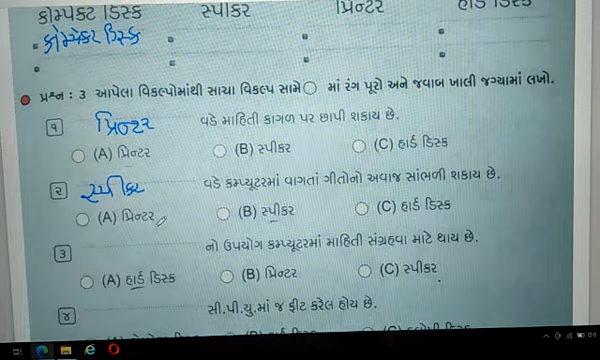 કોમ્પેકટ ડિસ્ક સ્પીકર પ્રિન્ટર હાર્ડ ડિસ્ક
કોમ્પેકટ ડિસ્ક
પ્રશ્ન : 3 આપેલા વિકલ્પોમાંથી સાચા વિકલ્પ સામે માં રંગ પૂરો અને જવાબ ખાલી જગ્યામાં લખો.
૧ પ્રિન્ટર વડે માહિતી કાગળ પર છાપી શકાય છે.
(A) પ્રિન્ટર (B) સ્પીકર (C) હાર્ડ ડિસ્ક
૨ સ્પીકર વડે કમ્પ્યૂટરમાં વાગતાં ગીતોનો અવાજ સાંભળી શકાય છે.
(A) પ્રિન્ટર (B) સ્પીકર (C) હાર્ડ ડિસ્ક
૩ નો ઉપયોગ કમ્પ્યૂટરમાં માહિતી સંગ્રહવા માટે થાય છે.
(A) હાર્ડ ડિસ્ક (B) પ્રિન્ટર (C) સ્પીકર
૪ સી.પી.યુ.માં જ ફીટ કરેલ હોય છે.